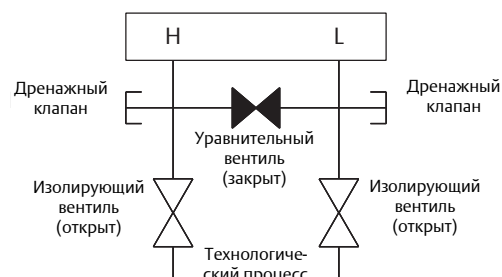 H
L
Дренажный
клапан
Дренажный
клапан
Уравнительный
вентиль
(закрыт)
Изолирующий
вентиль
(открыт)
Изолирующий
вентиль
(открыт)
Технологиче-
ский процесс